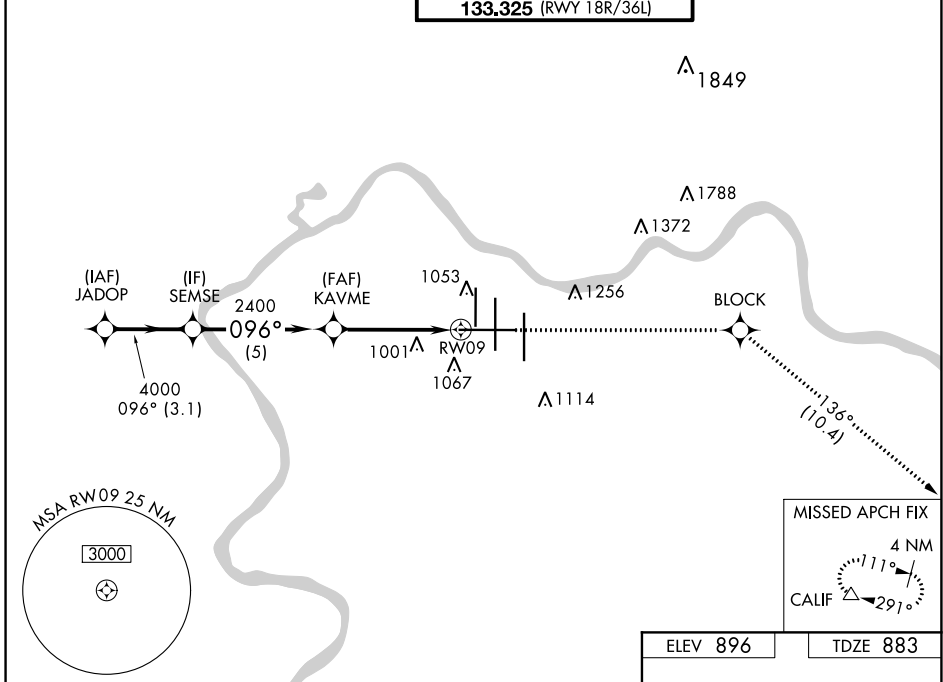 133.325 (RWY 18R/36L)
1849
1788
1372
(IAF)
JADOP
(IF)
SEMSE
2400
096°
(5)
(FAF)
KAVME
1053
1256
BLOCK
1001
RW09
1067
4000
096° (3.1)
1114
136°
(10.4)
MSA RW09 25 NM
3000
MISSED APCH FIX
4 NM
111°
CALIF
291°
ELEV 896
TDZE 883